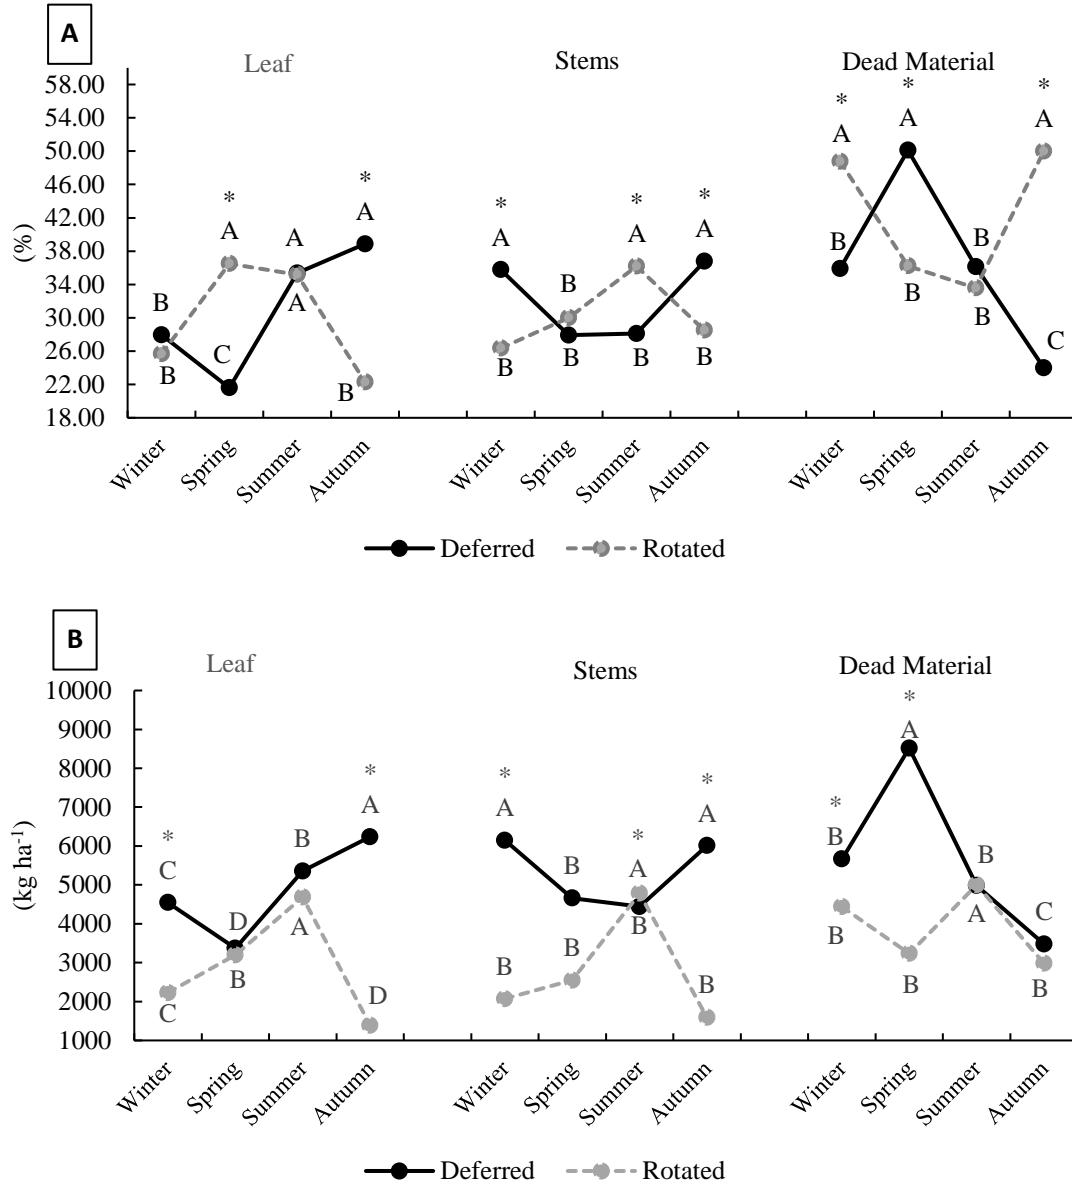 A
Leaf Stems Dead Material
58.00
54.00
50.00
46.00
42.00
38.00
34.00
30.00
26.00
22.00
18.00
(%)
* * * * * * * *
B C A A
B A A B
A B B A
B B A B
B A B C
A B B A
Winter Spring Summer Autumn Winter Spring Summer Autumn Winter Spring Summer Autumn
Deferred Rotated
B
Leaf Stems Dead Material
10000
9000
8000
7000
6000
5000
4000
3000
2000
1000
(kg ha-1)
* * * * * * *
C D B A
C B A D
A B B A
B B A B
B A B C
B B A B
Winter Spring Summer Autumn Winter Spring Summer Autumn Winter Spring Summer Autumn
Deferred Rotated